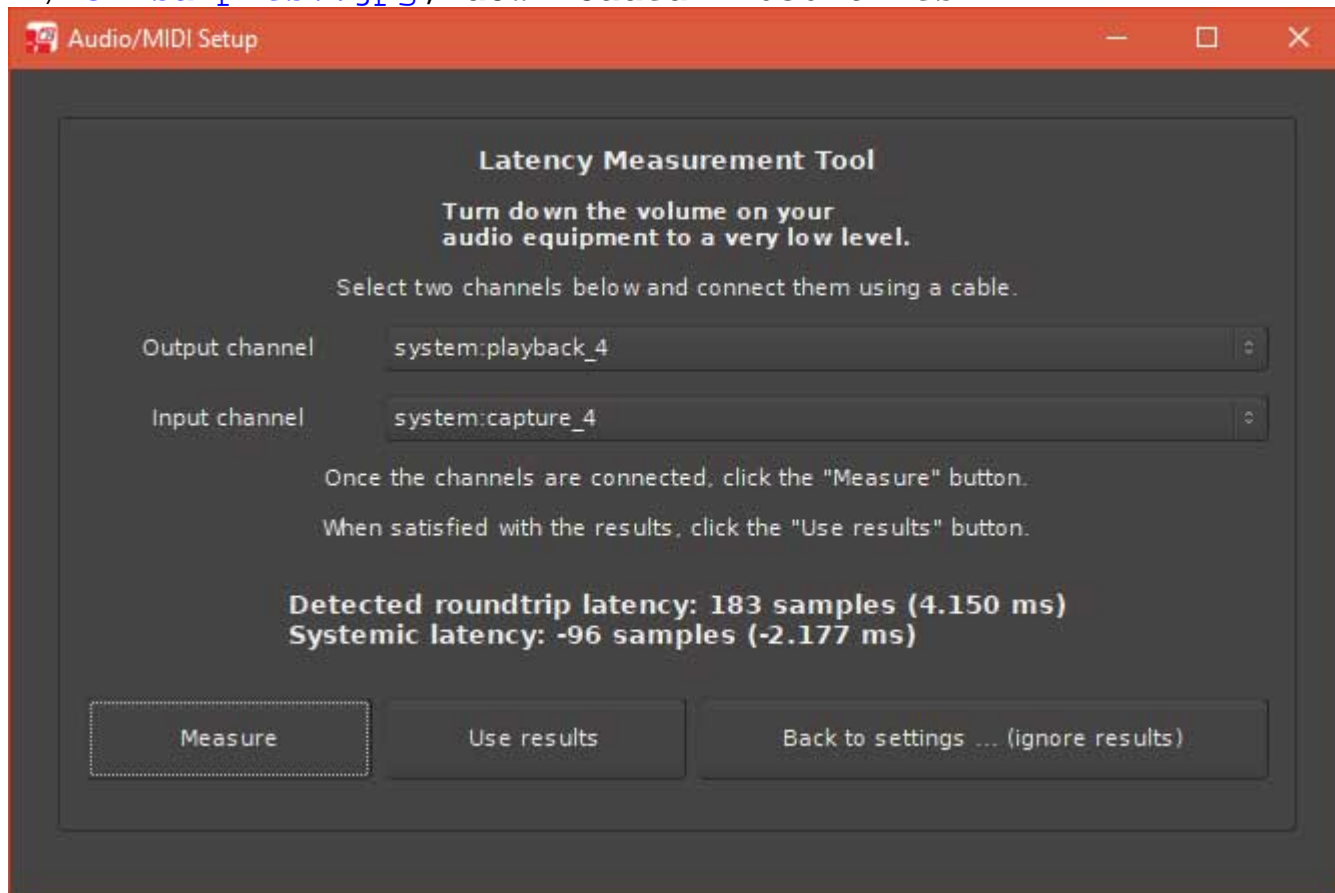 Audio/MIDI Setup
Latency Measurement Tool
Turn down the volume on your
audio equipment to a very low level.
Select two channels below and connect them using a cable.
Output channel system:playback_4
Input channel system:capture_4
Once the channels are connected, click the "Measure" button.
When satisfied with the results, click the "Use results" button.
Detected roundtrip latency: 183 samples (4.150 ms)
Systemic latency: -96 samples (-2.177 ms)
Measure Use results Back to settings ... (ignore results)